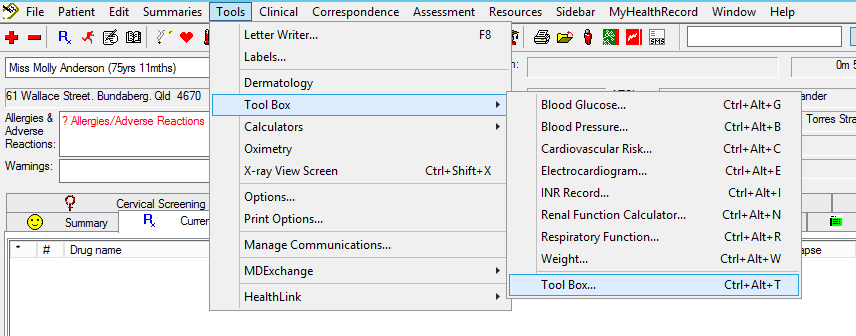 File Patient Edit Summaries Tools Clinical Correspondence Assessment Resources Sidebar MyHealthRecord Window Help
Rx
SMS
Letter Writer... F8
Labels...
Dermatology
Tool Box
Calculators
Oximetry
X-ray View Screen Ctrl+Shift+X
Options...
Print Options...
Manage Communications...
MDExchange
HealthLink
Blood Glucose... Ctrl+Alt+G
Blood Pressure... Ctrl+Alt+B
Cardiovascular Risk... Ctrl+Alt+C
Electrocardiogram... Ctrl+Alt+E
INR Record... Ctrl+Alt+I
Renal Function Calculator... Ctrl+Alt+N
Respiratory Function... Ctrl+Alt+R
Weight... Ctrl+Alt+W
Tool Box... Ctrl+Alt+T
Miss Molly Anderson (75yrs 11mths)
0m 5
61 Wallace Street. Bundaberg. Qld 4670
ander
Allergies &
Adverse
Reactions:
? Allergies/Adverse Reactions
Torres Stra
Warnings:
Cervical Screening
Summary
Rx Curre
* # Drug name
apse